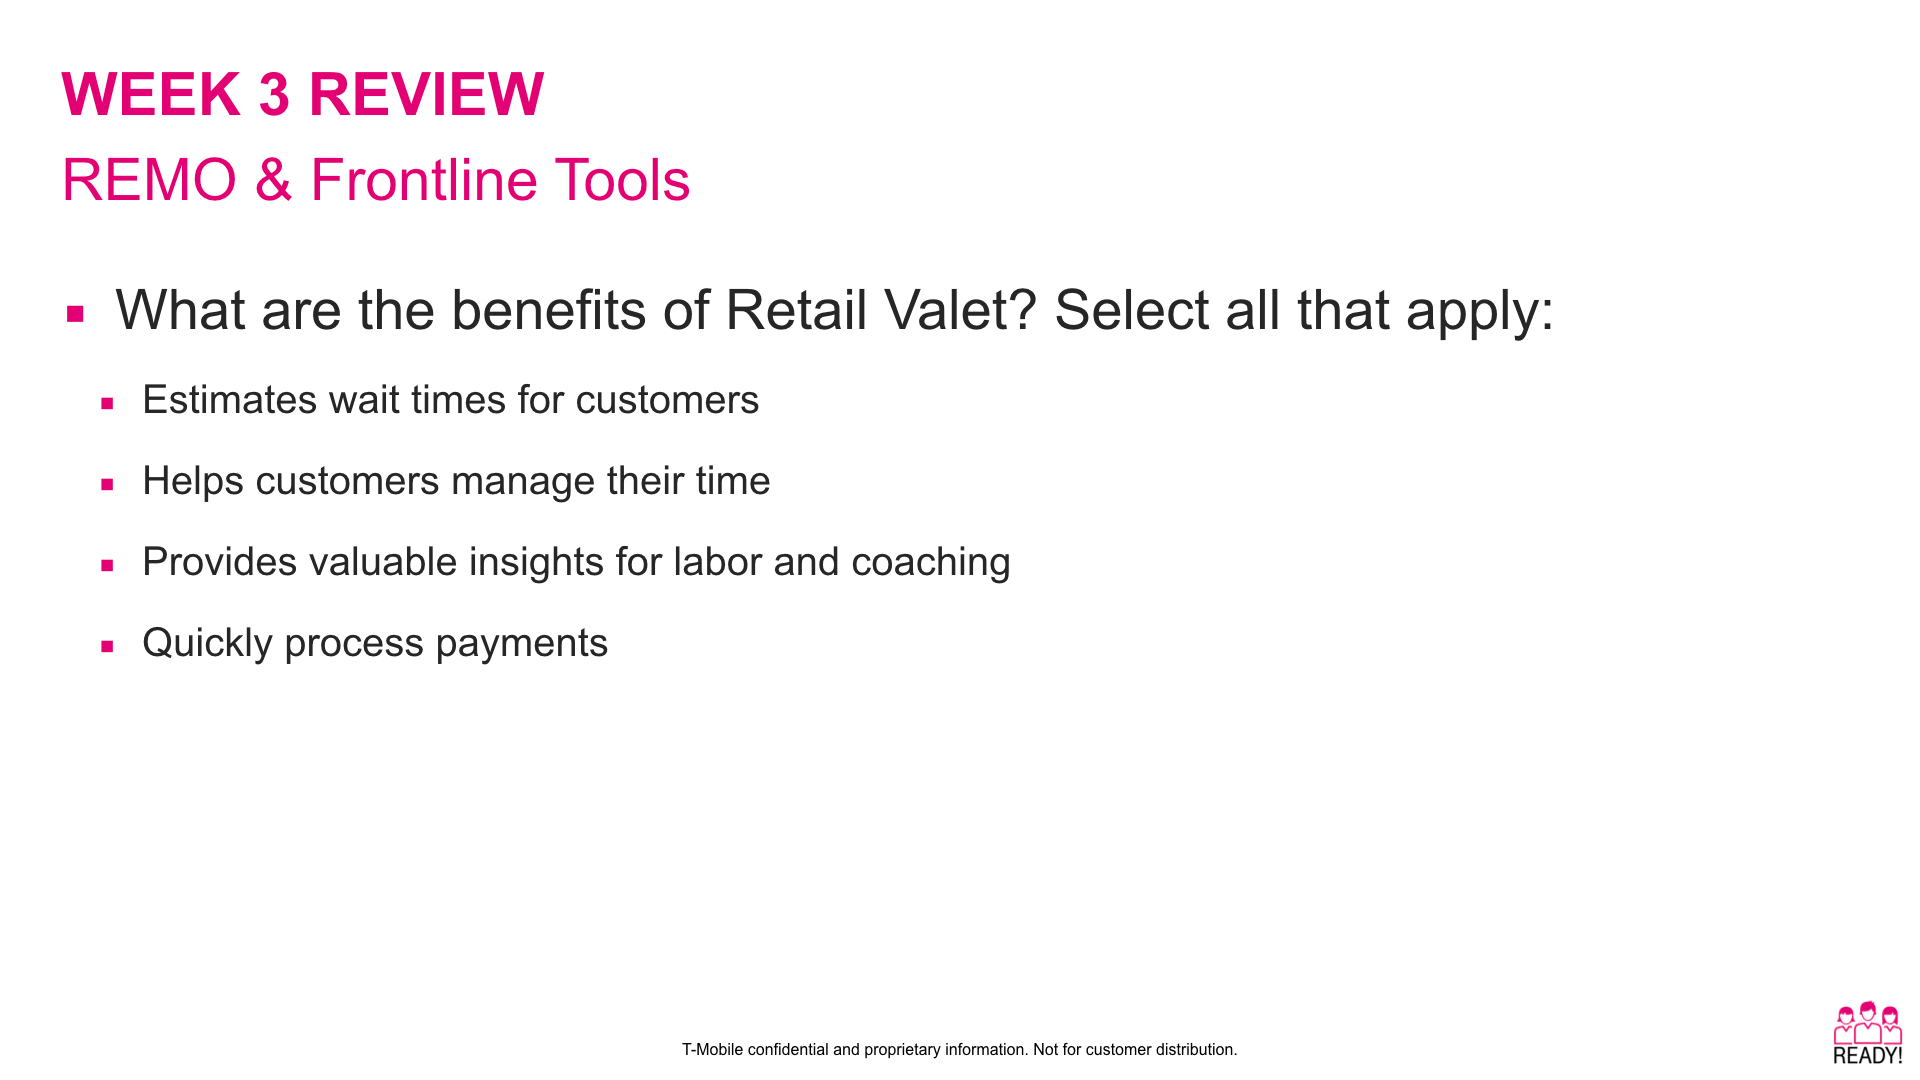 WEEK 3 REVIEW
REMO & Frontline Tools
What are the benefits of Retail Valet? Select all that apply:
Estimates wait times for customers
Helps customers manage their time
Provides valuable insights for labor and coaching
Quickly process payments
T-Mobile confidential and proprietary information. Not for customer distribution.
READY!